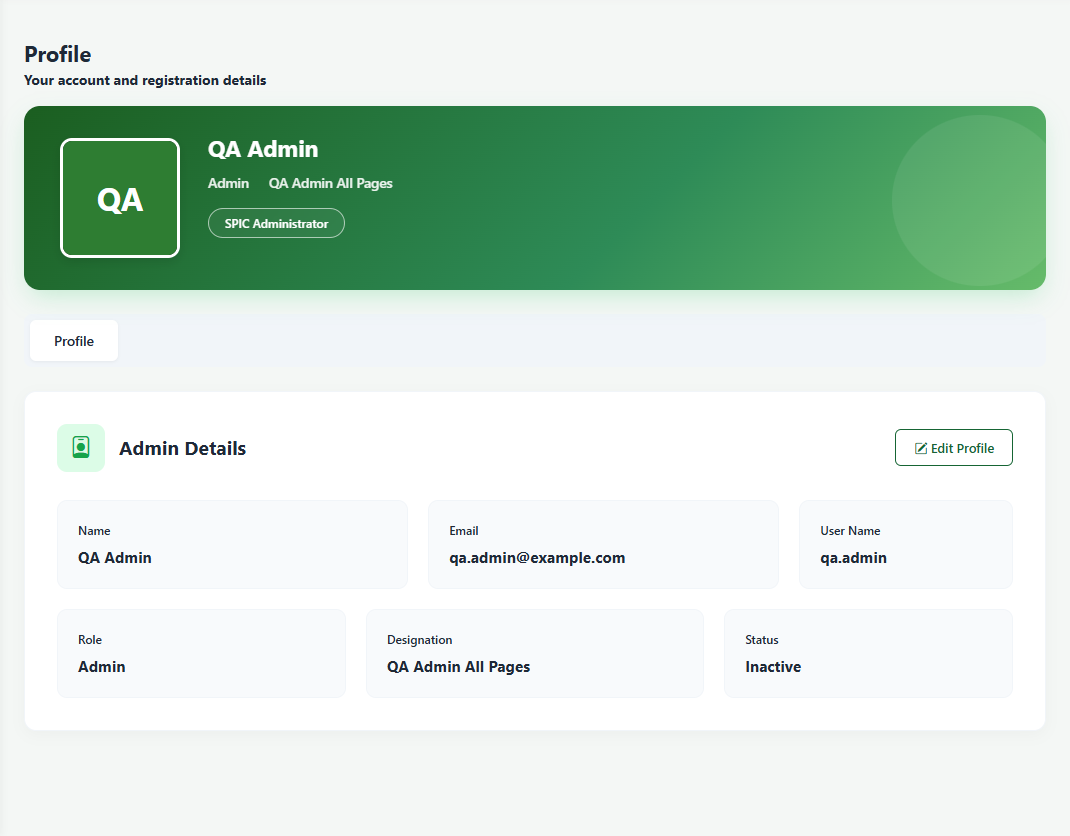 Profile
Your account and registration details
QA
QA Admin
Admin QA Admin All Pages
SPIC Administrator
Profile
Admin Details
Edit Profile
Name
QA Admin
Email
qa.admin@example.com
User Name
qa.admin
Role
Admin
Designation
QA Admin All Pages
Status
Inactive